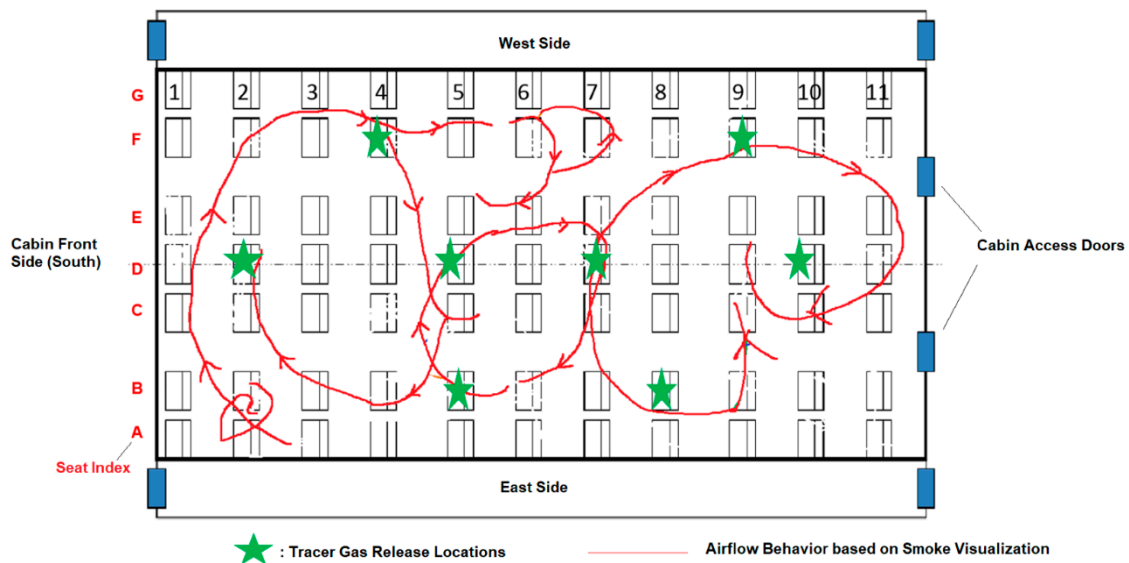 West Side
G 1 2 3 4 5 6 7 8 9 10 11
F
E
Cabin Front
Side (South)
D
Cabin Access Doors
C
B
A
Seat Index
East Side
: Tracer Gas Release Locations
Airflow Behavior based on Smoke Visualization